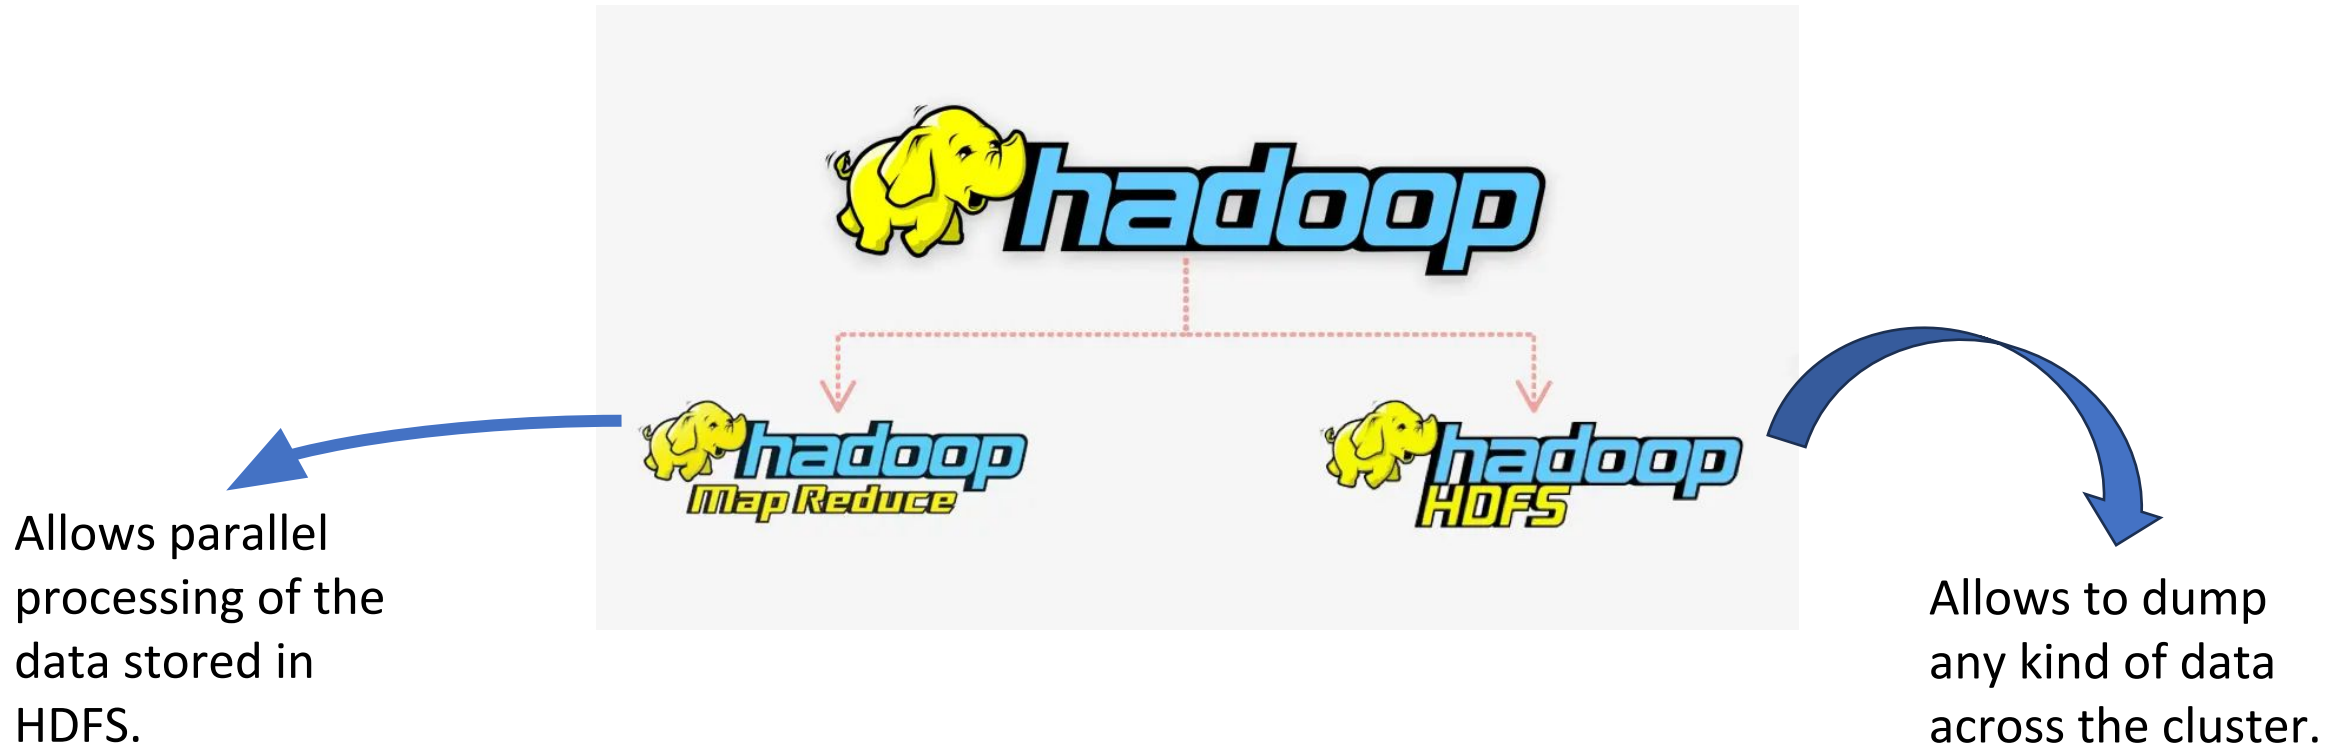 hadoop
hadoop
Map Reduce
hadoop
HDFS
Allows parallel
processing of the
data stored in
HDFS.
Allows to dump
any kind of data
across the cluster.